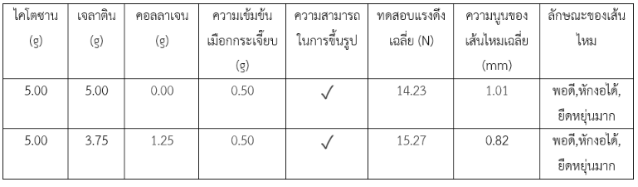 ไคโตซาน เจลาติน คอลลาเจน ความเข้มข้น ความสามารถ ทดสอบแรงดึง ความนูนของ ลักษณะของเส้น
(g) (g) (g) เมือกกระเจี๊ยบ ในการขึ้นรูป เฉลี่ย (N) เส้นไหมเฉลี่ย ไหม
(g) (mm)
5.00 5.00 0.00 0.50 ✓ 14.23 1.01 พอดี,หักงอได้,
ยืดหยุ่นมาก
5.00 3.75 1.25 0.50 ✓ 15.27 0.82 พอดี,หักงอได้,
ยืดหยุ่นมาก